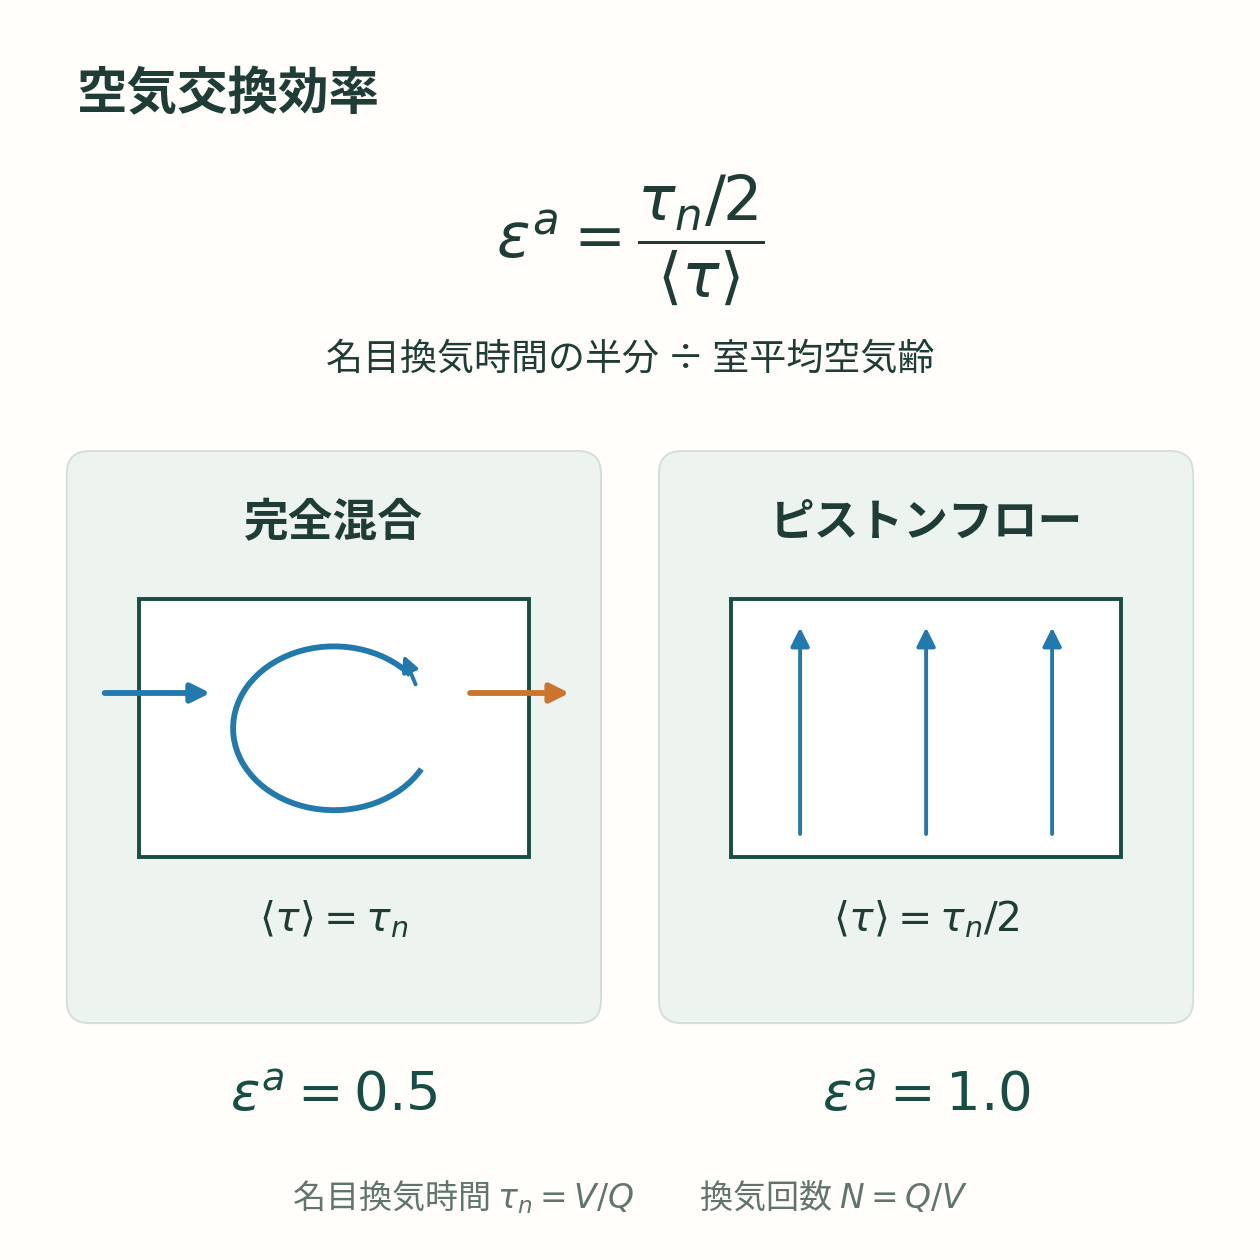 空気交換効率
εᵃ = (τₙ/2)/⟨τ⟩
名目換気時間の半分 ÷ 室平均空気齢
完全混合
ピストンフロー
⟨τ⟩ = τₙ
⟨τ⟩ = τₙ/2
εᵃ = 0.5
εᵃ = 1.0
名目換気時間 τₙ = V/Q 換気回数 N = Q/V